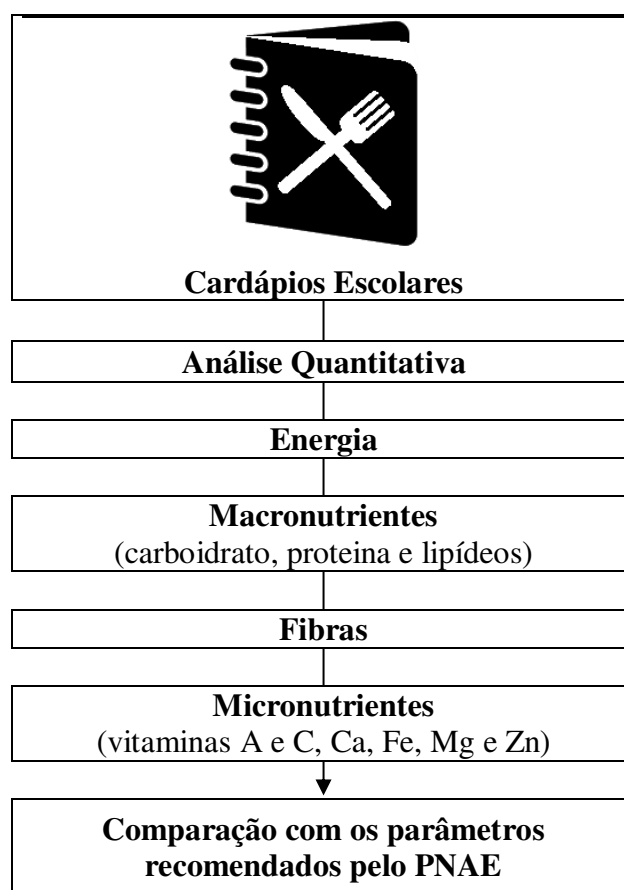 Cardápios Escolares
Análise Quantitativa
Energia
Macronutrientes
(carboidrato, proteina e lipídeos)
Fibras
Micronutrientes
(vitaminas A e C, Ca, Fe, Mg e Zn)
Comparação com os parâmetros
recomendados pelo PNAE